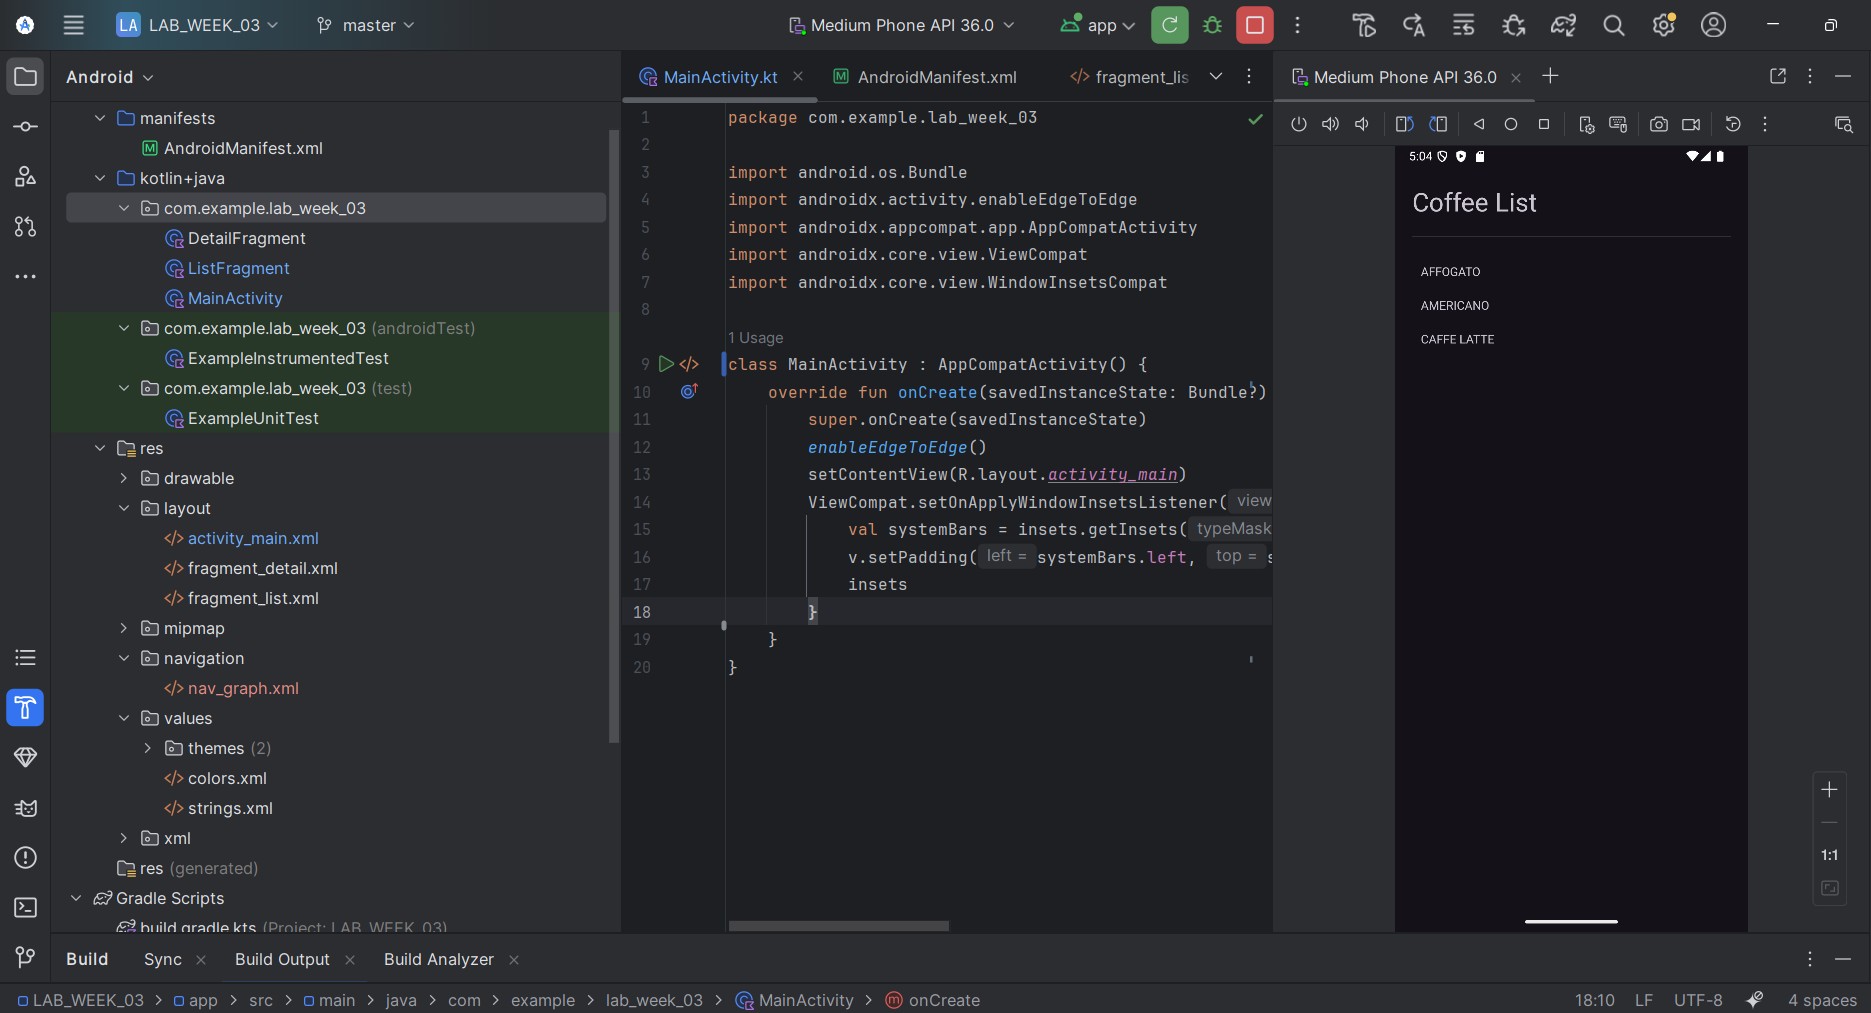 LA LAB_WEEK_03
master
Medium Phone API 36.0
app
Android
manifests
AndroidManifest.xml
kotlin+java
com.example.lab_week_03
DetailFragment
ListFragment
MainActivity
com.example.lab_week_03 (androidTest)
ExampleInstrumentedTest
com.example.lab_week_03 (test)
ExampleUnitTest
res
drawable
layout
activity_main.xml
fragment_detail.xml
fragment_list.xml
mipmap
navigation
nav_graph.xml
values
themes (2)
colors.xml
strings.xml
xml
res (generated)
Gradle Scripts
build.gradle.kts (Project: LAB_WEEK_03)
MainActivity.kt
AndroidManifest.xml
fragment_lis
1 package com.example.lab_week_03
2
3 import android.os.Bundle
4 import androidx.activity.enableEdgeToEdge
5 import androidx.appcompat.app.AppCompatActivity
6 import androidx.core.view.ViewCompat
7 import androidx.core.view.WindowInsetsCompat
8
1 Usage
9 class MainActivity : AppCompatActivity() {
10 override fun onCreate(savedInstanceState: Bundle?)
11 super.onCreate(savedInstanceState)
12 enableEdgeToEdge()
13 setContentView(R.layout.activity_main)
14 ViewCompat.setOnApplyWindowInsetsListener( view
15 val systemBars = insets.getInsets( typeMask
16 v.setPadding( left = systemBars.left, top = s
17 insets
18 }
19 }
20 }
Medium Phone API 36.0
5:04
Coffee List
AFFOGATO
AMERICANO
CAFFE LATTE
1:1
Build
Sync
Build Output
Build Analyzer
LAB_WEEK_03 > app > src > main > java > com > example > lab_week_03 > MainActivity > onCreate
18:10 LF UTF-8 4 spaces